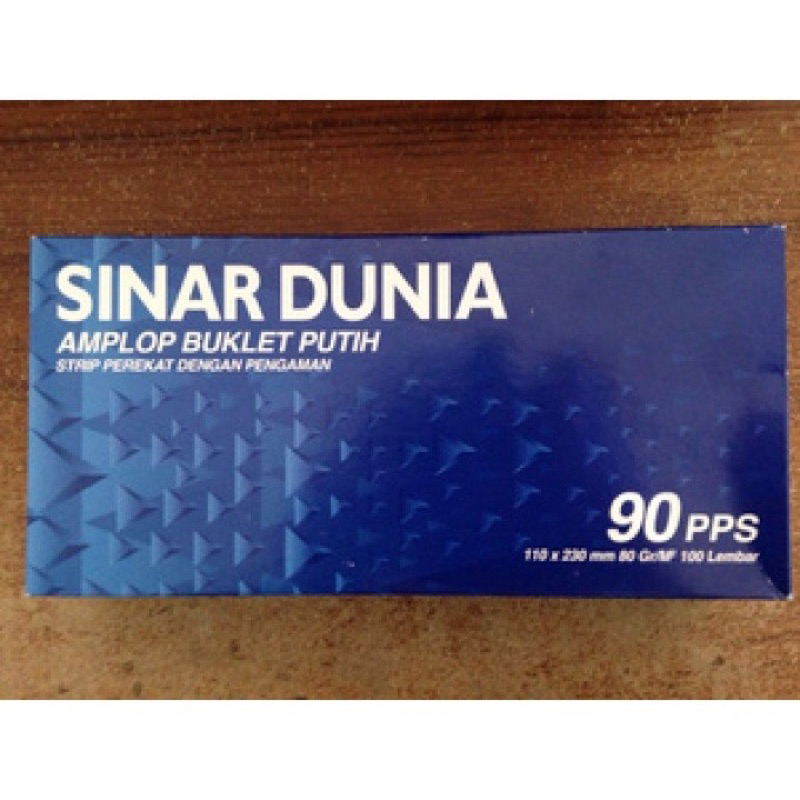 SINAR DUNIA
AMPLOP BUKLET PUTIH
STRIP PEREKAT DENGAN PENGAMAN
90 PPS
110 x 230 mm 80 Gr/M² 100 Lembar